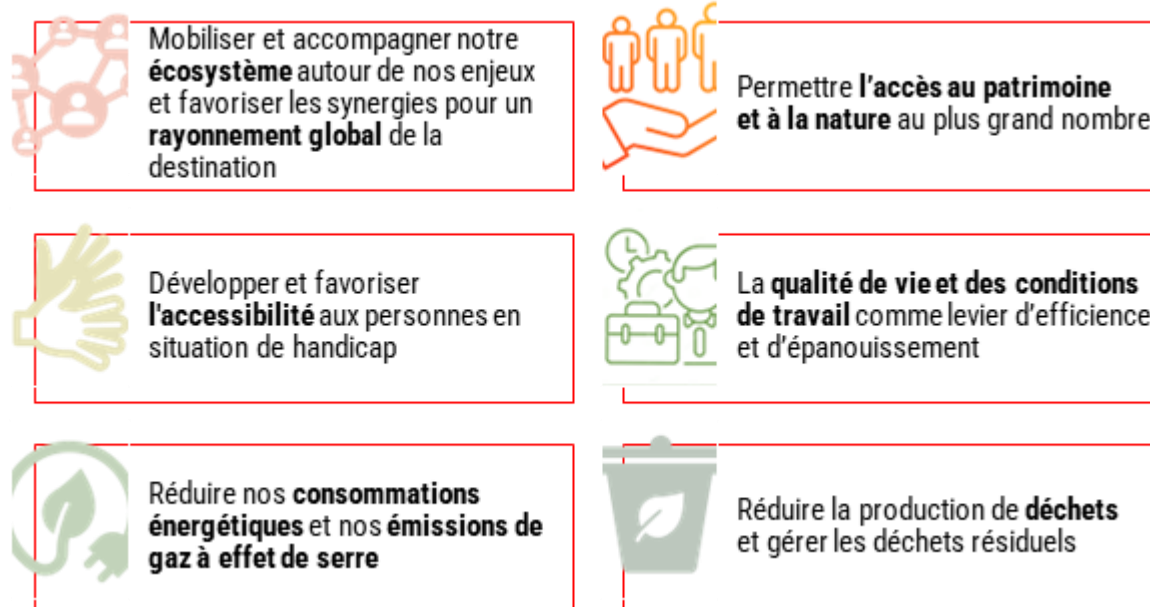 Mobiliser et accompagner notre
écosystème autour de nos enjeux
et favoriser les synergies pour un
rayonnement global de la
destination
Permettre l'accès au patrimoine
et à la nature au plus grand nombre
Développer et favoriser
l'accessibilité aux personnes en
situation de handicap
La qualité de vie et des conditions
de travail comme levier d'efficience
et d'épanouissement
Réduire nos consommations
énergétiques et nos émissions de
gaz à effet de serre
Réduire la production de déchets
et gérer les déchets résiduels